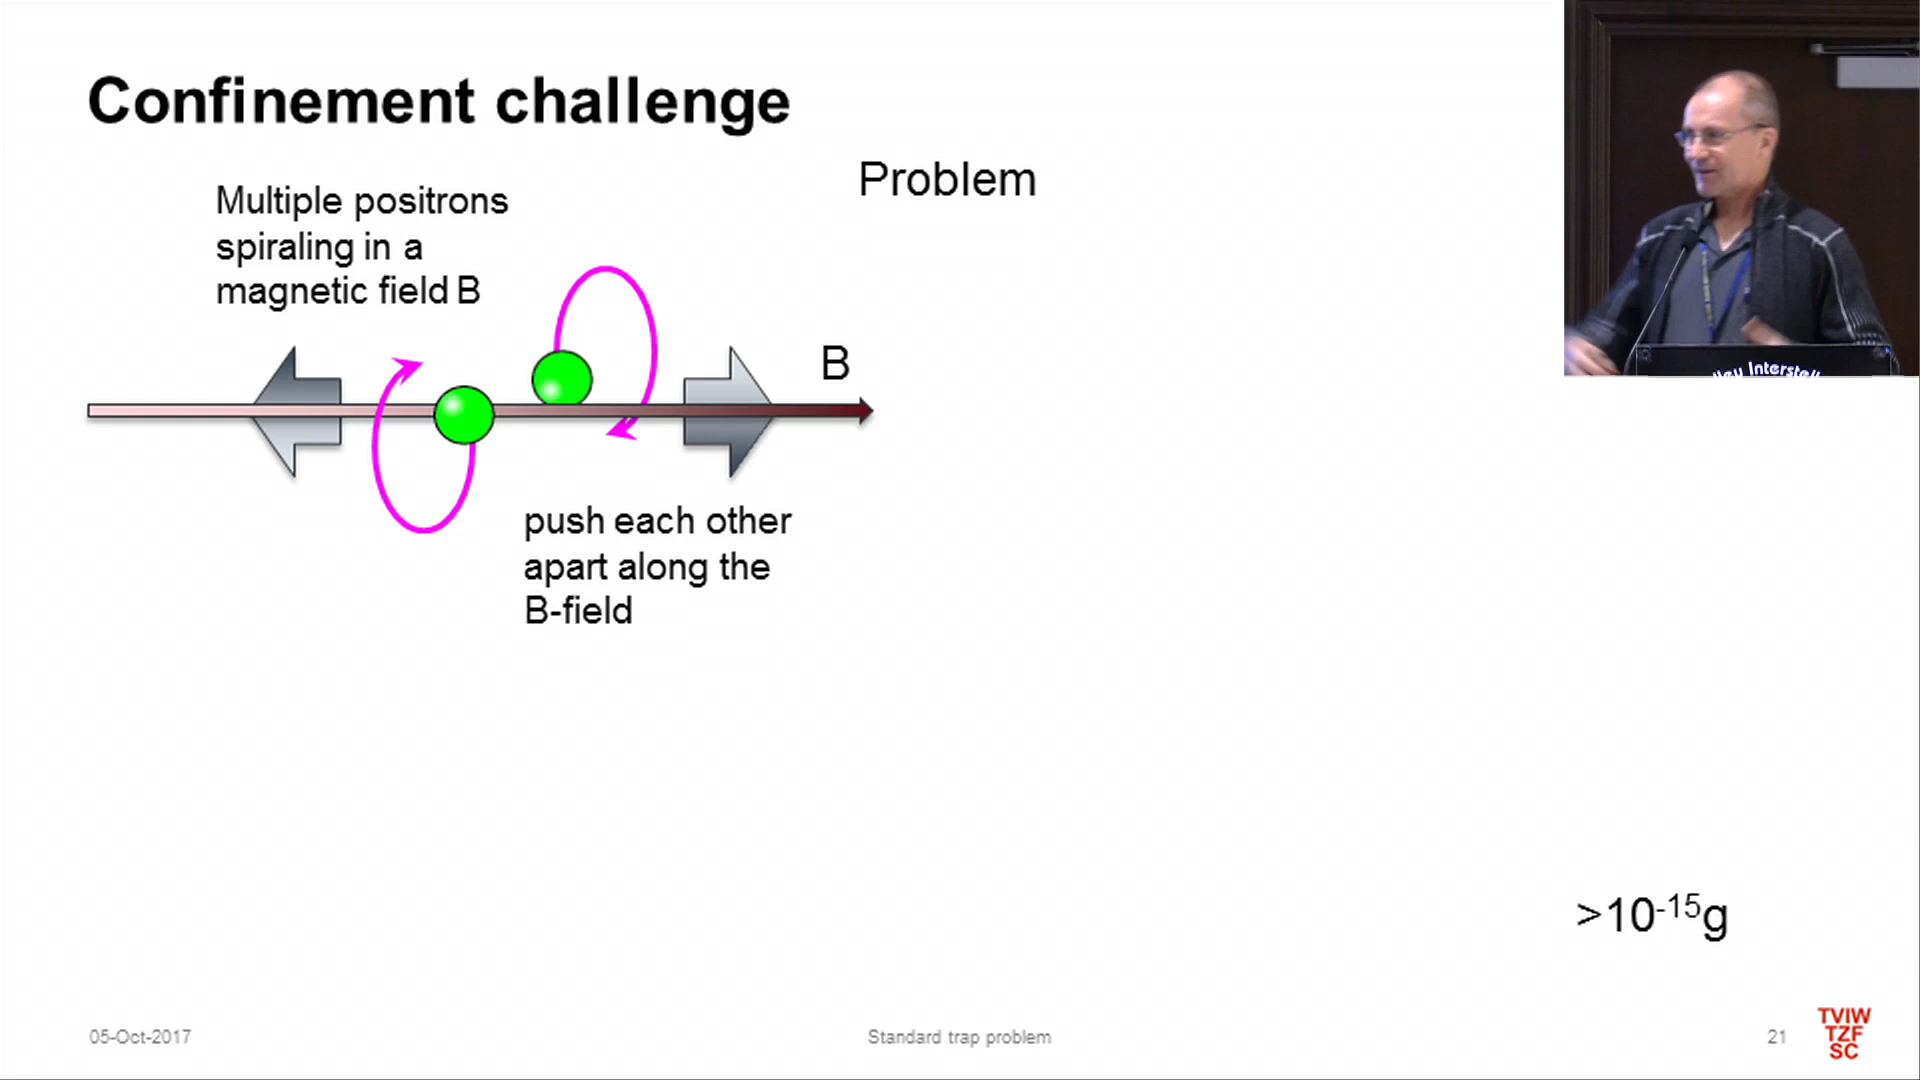 Confinement challenge
Problem
Multiple positrons
spiraling in a
magnetic field B
B
push each other
apart along the
B-field
>10⁻¹⁵g
05-Oct-2017
Standard trap problem
21
TVIW
TZF
SC
Interstell